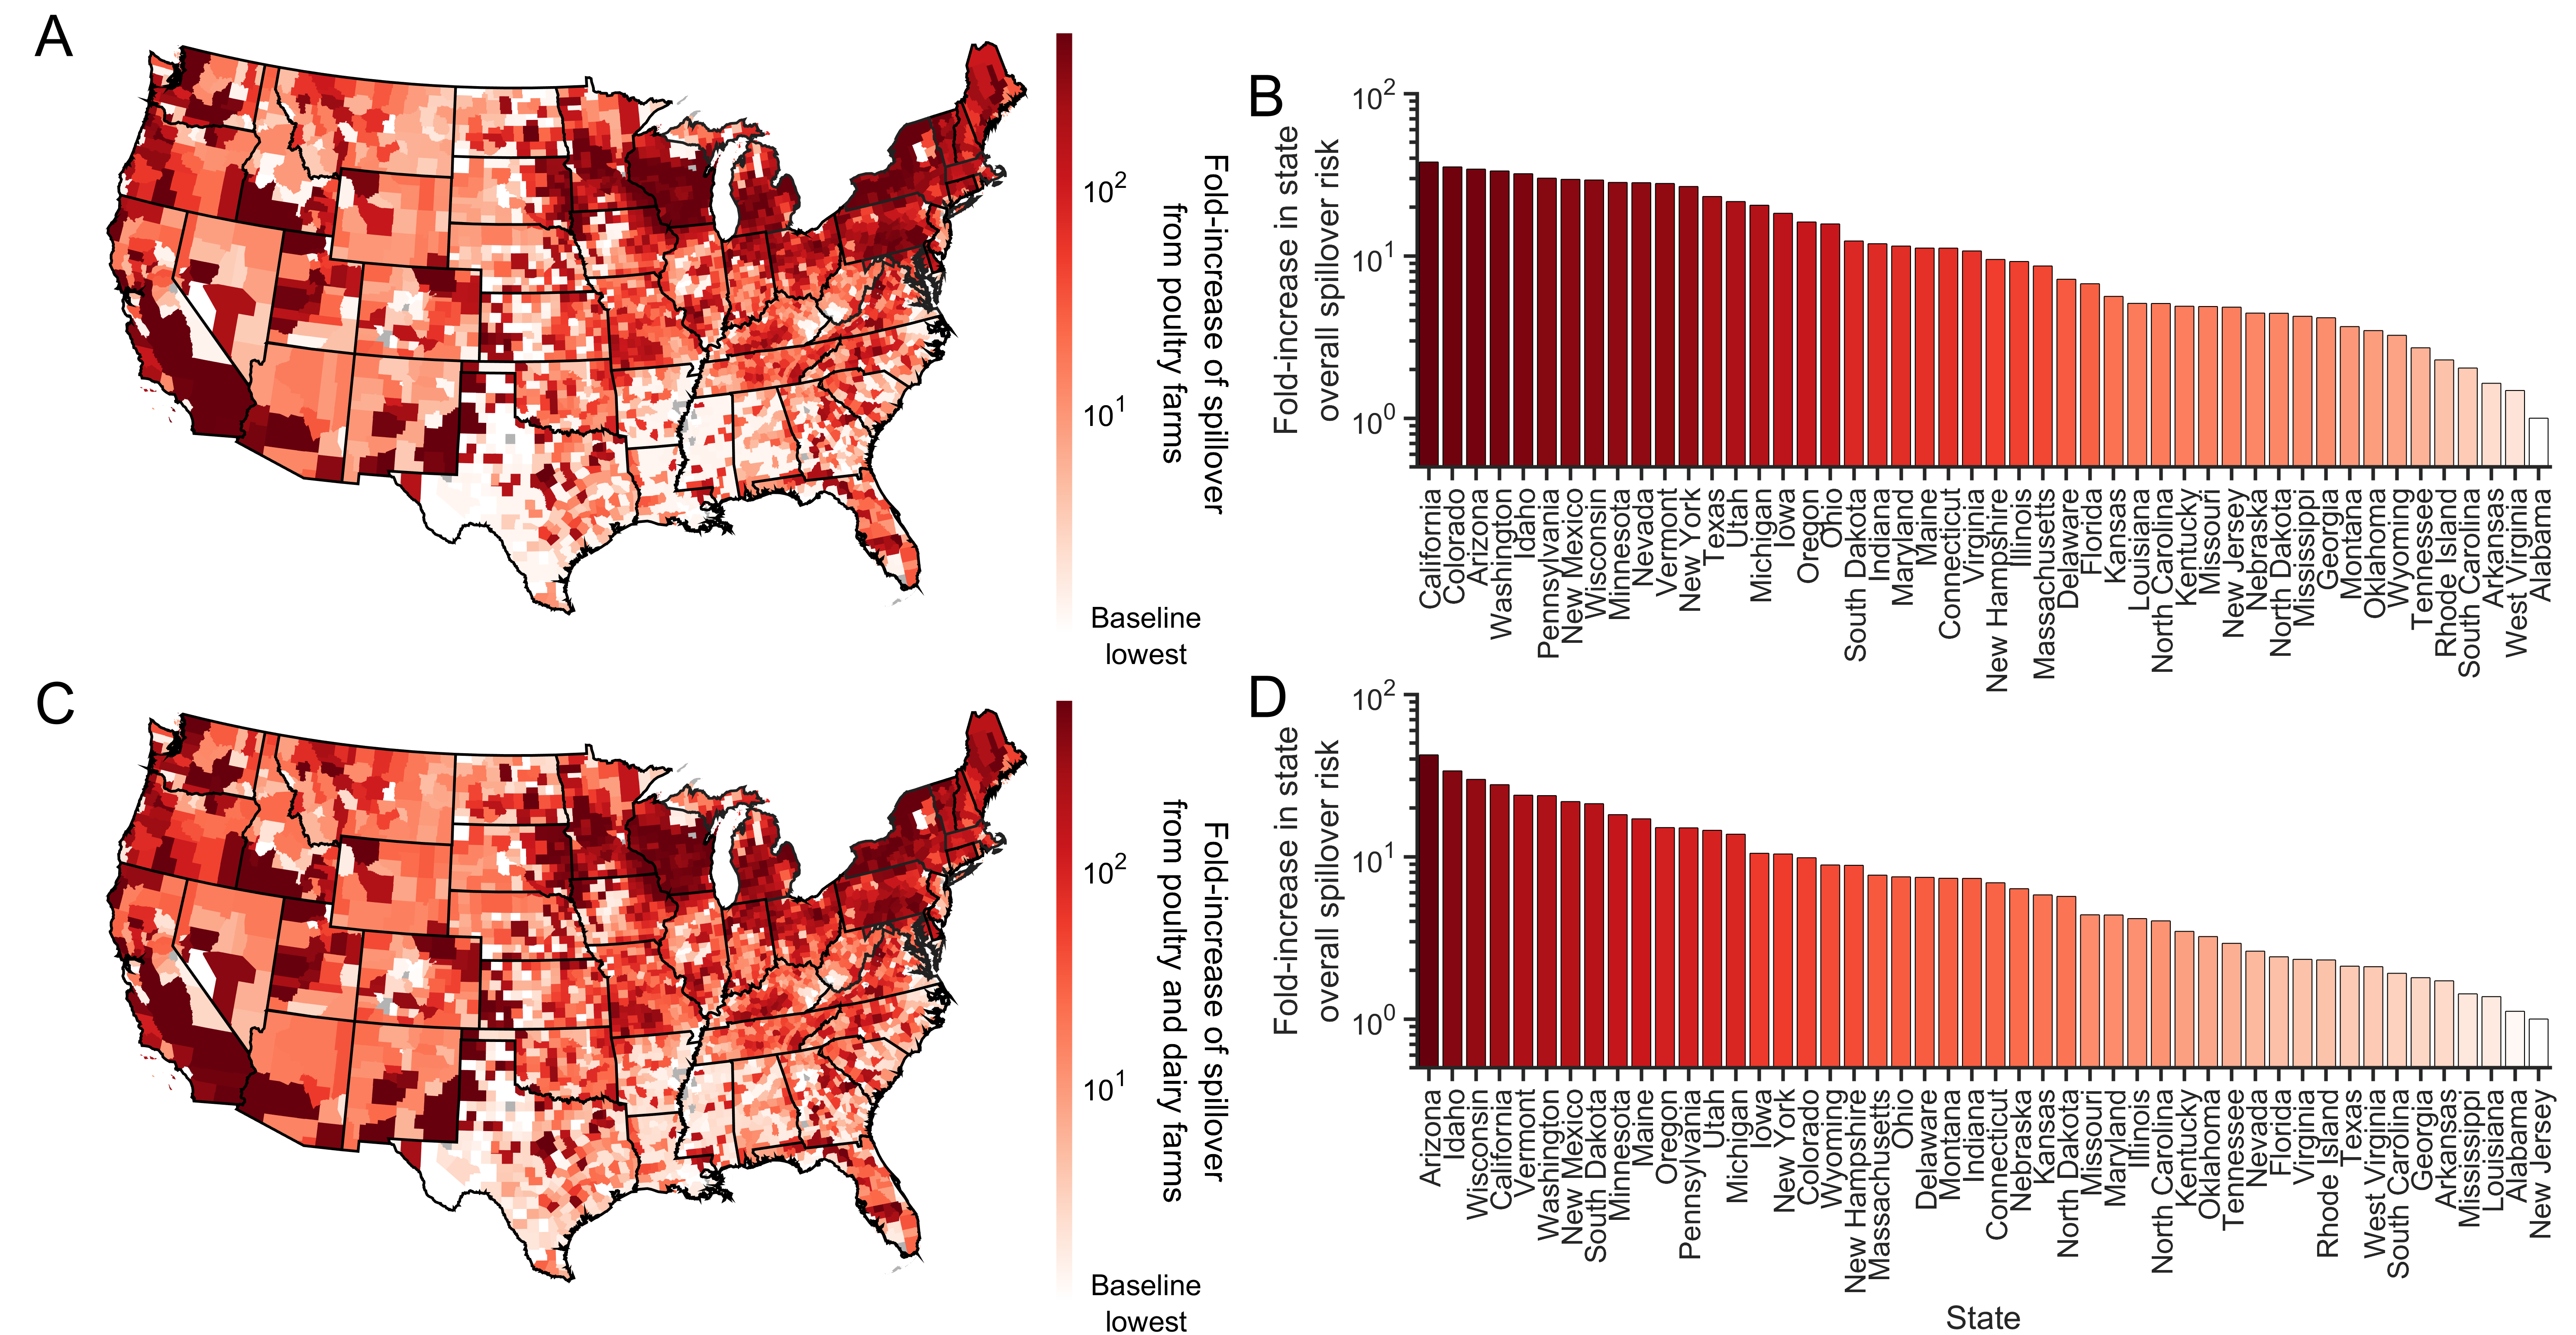 A
10²
10¹
Baseline
lowest
Fold-increase of spillover
from poultry farms
B
Fold-increase in state
overall spillover risk
10²
10¹
10⁰
California
Colorado
Arizona
Washington
Idaho
Pennsylvania
New Mexico
Wisconsin
Minnesota
Nevada
Vermont
New York
Texas
Utah
Michigan
Iowa
Oregon
Ohio
South Dakota
Indiana
Maryland
Maine
Connecticut
Virginia
New Hampshire
Illinois
Massachusetts
Delaware
Florida
Kansas
Louisiana
North Carolina
Kentucky
Missouri
New Jersey
Nebraska
North Dakota
Mississippi
Georgia
Montana
Oklahoma
Wyoming
Tennessee
Rhode Island
South Carolina
Arkansas
West Virginia
Alabama
C
10²
10¹
Baseline
lowest
Fold-increase of spillover
from poultry and dairy farms
D
Fold-increase in state
overall spillover risk
10²
10¹
10⁰
Arizona
Idaho
Wisconsin
California
Vermont
Washington
New Mexico
South Dakota
Minnesota
Maine
Oregon
Pennsylvania
Utah
Michigan
Iowa
New York
Colorado
Wyoming
New Hampshire
Massachusetts
Ohio
Delaware
Montana
Indiana
Connecticut
Nebraska
Kansas
North Dakota
Missouri
Maryland
Illinois
North Carolina
Kentucky
Oklahoma
Tennessee
Nevada
Florida
Virginia
Rhode Island
Texas
West Virginia
South Carolina
Georgia
Arkansas
Mississippi
Louisiana
Alabama
New Jersey
State